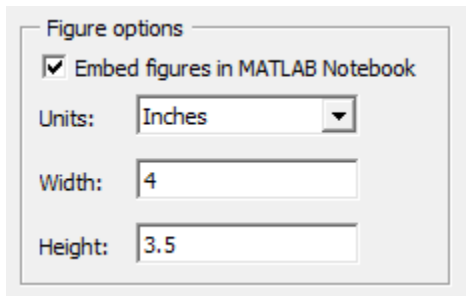 Figure options
Embed figures in MATLAB Notebook
Units: Inches
Width: 4
Height: 3.5